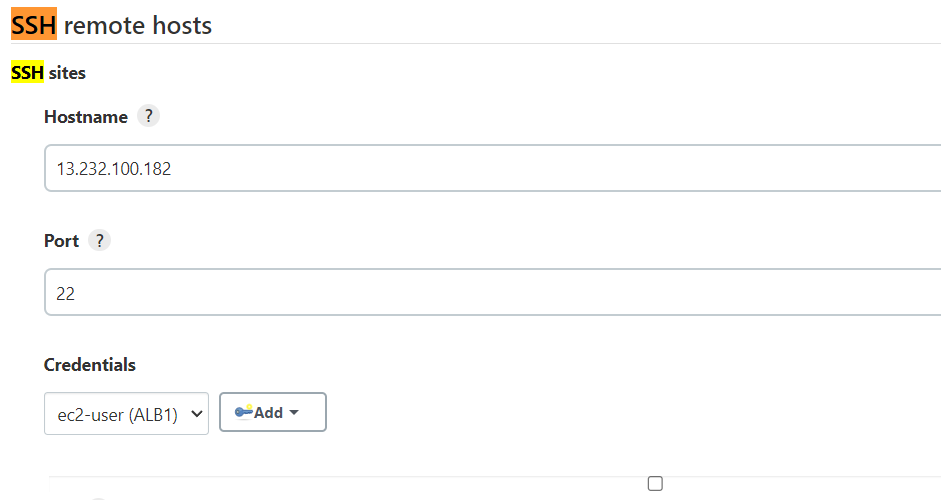 SSH remote hosts
SSH sites
Hostname ?
13.232.100.182
Port ?
22
Credentials
ec2-user (ALB1) Add